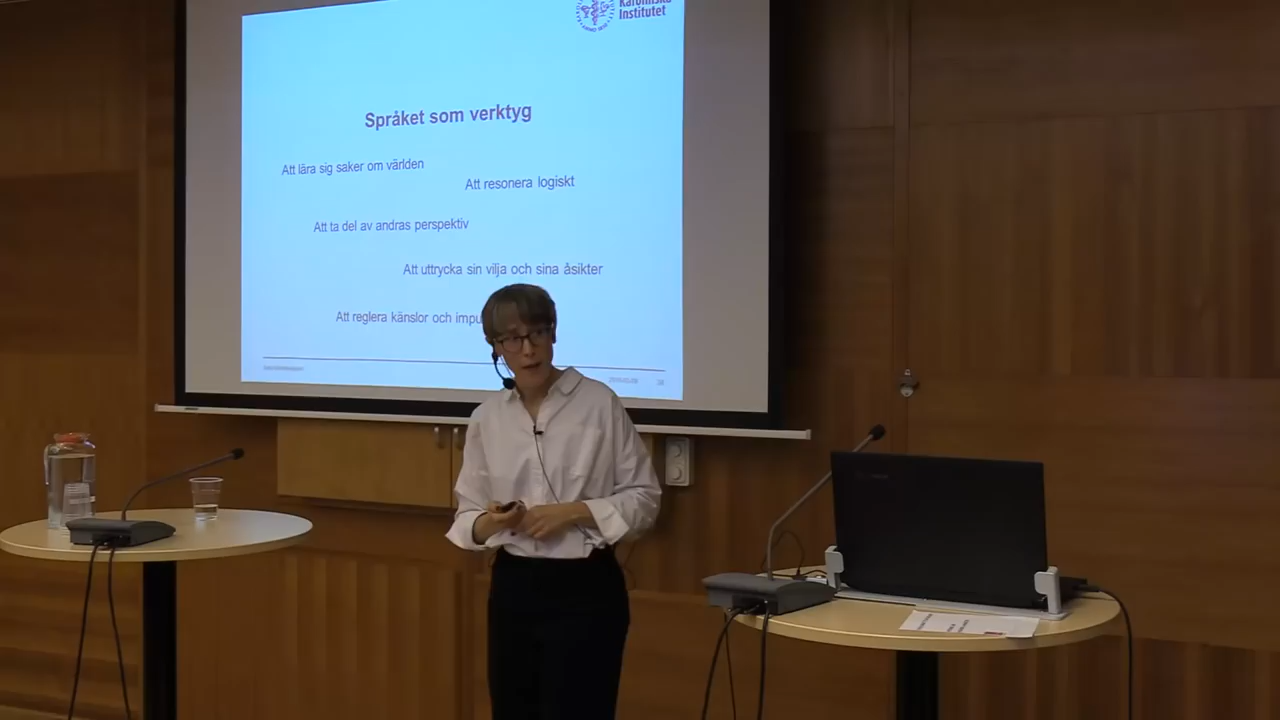 Karolinska
Institutet
Språket som verktyg
Att lära sig saker om världen
Att resonera logiskt
Att ta del av andras perspektiv
Att uttrycka sin vilja och sina åsikter
Att reglera känslor och impu